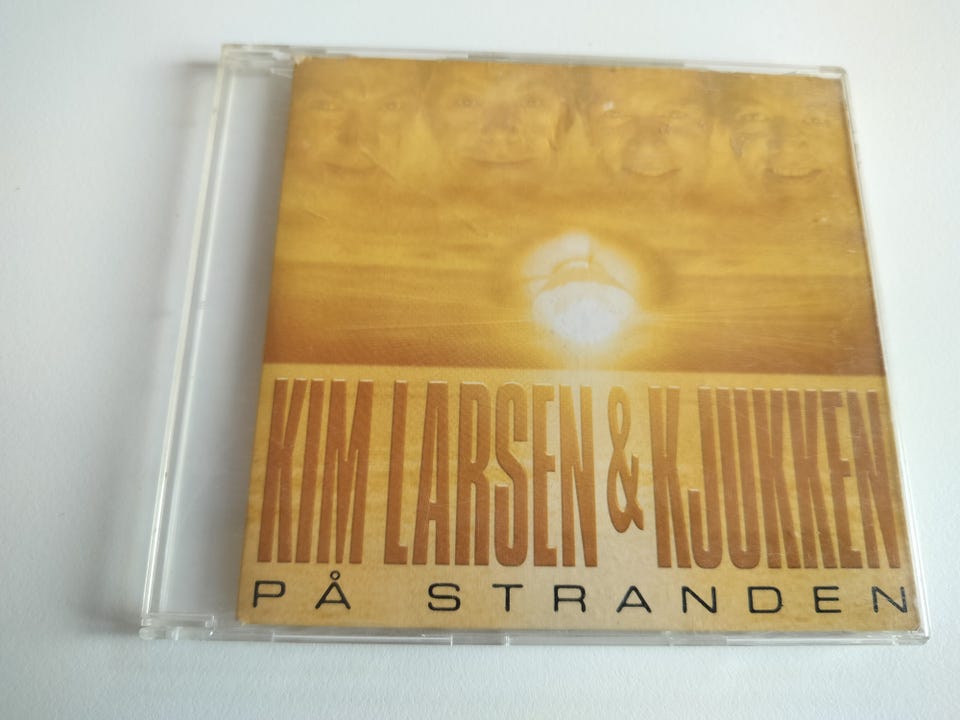 KIM LARSEN & KJUKKEN
PÅ STRANDEN